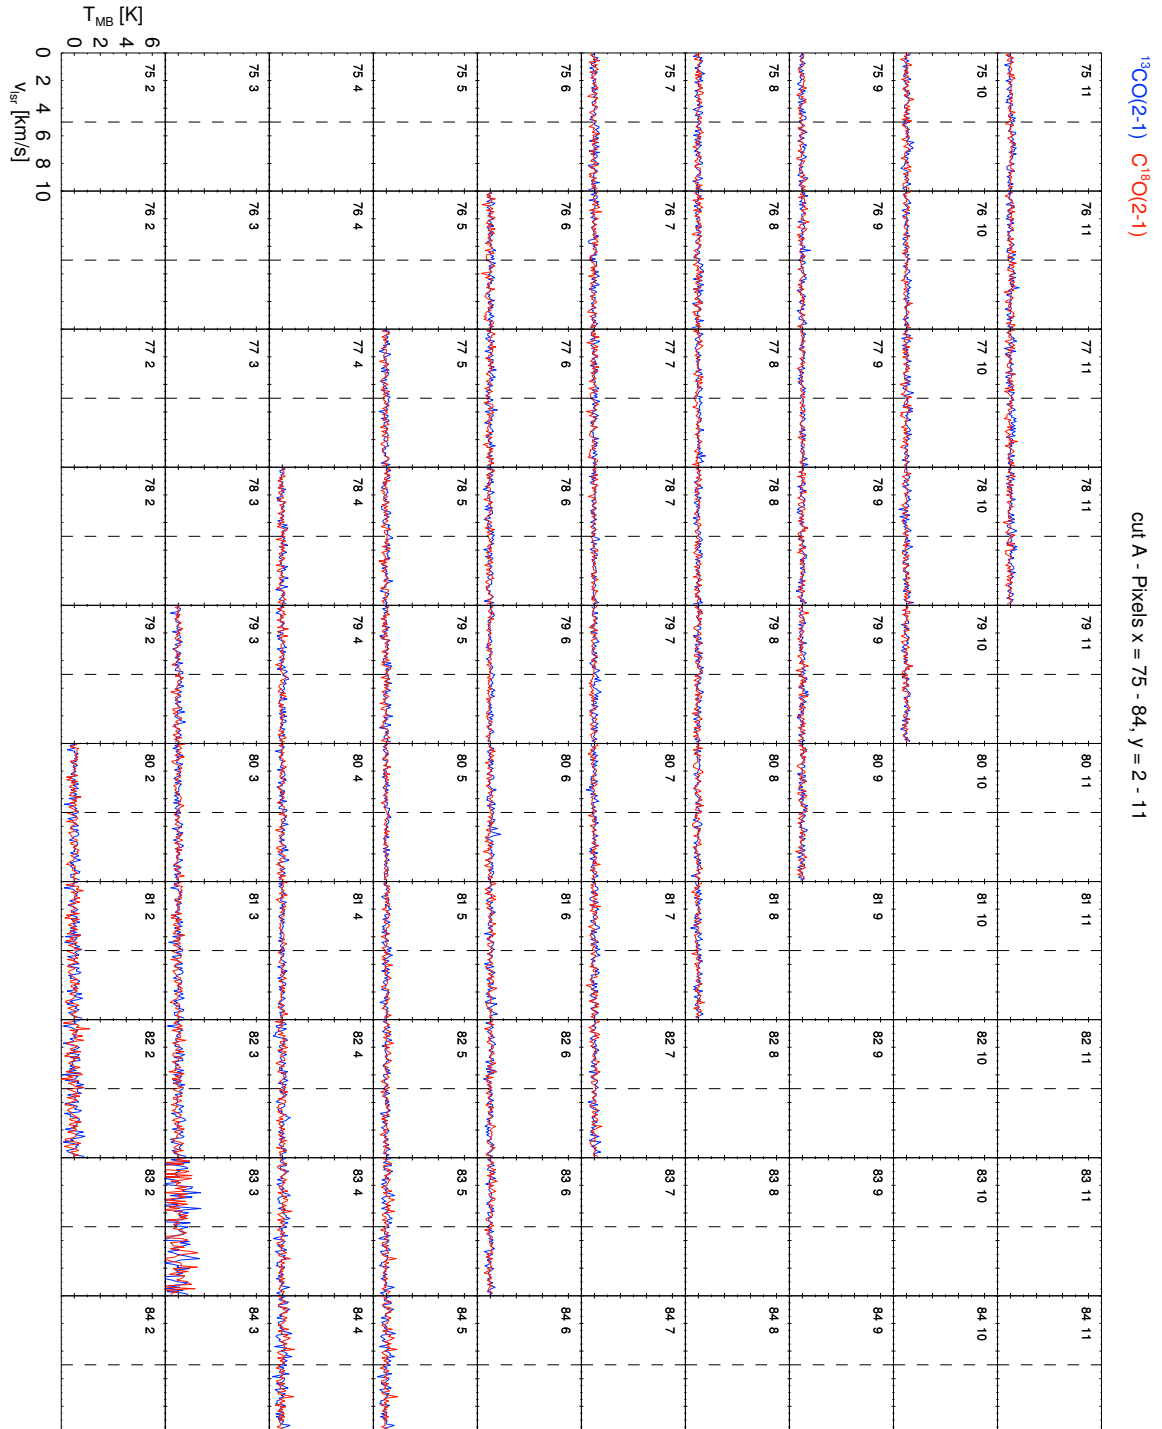 ¹³CO(2-1) C¹⁸O(2-1) cut A - Pixels x = 75 - 84, y = 2 - 11
75 11 76 11 77 11 78 11 79 11 80 11 81 11 82 11 83 11 84 11
75 10 76 10 77 10 78 10 79 10 80 10 81 10 82 10 83 10 84 10
75 9 76 9 77 9 78 9 79 9 80 9 81 9 82 9 83 9 84 9
75 8 76 8 77 8 78 8 79 8 80 8 81 8 82 8 83 8 84 8
75 7 76 7 77 7 78 7 79 7 80 7 81 7 82 7 83 7 84 7
75 6 76 6 77 6 78 6 79 6 80 6 81 6 82 6 83 6 84 6
75 5 76 5 77 5 78 5 79 5 80 5 81 5 82 5 83 5 84 5
75 4 76 4 77 4 78 4 79 4 80 4 81 4 82 4 83 4 84 4
75 3 76 3 77 3 78 3 79 3 80 3 81 3 82 3 83 3 84 3
75 2 76 2 77 2 78 2 79 2 80 2 81 2 82 2 83 2 84 2
6
4
2
0
T_MB [K]
0 2 4 6 8 10
v_lsr [km/s]